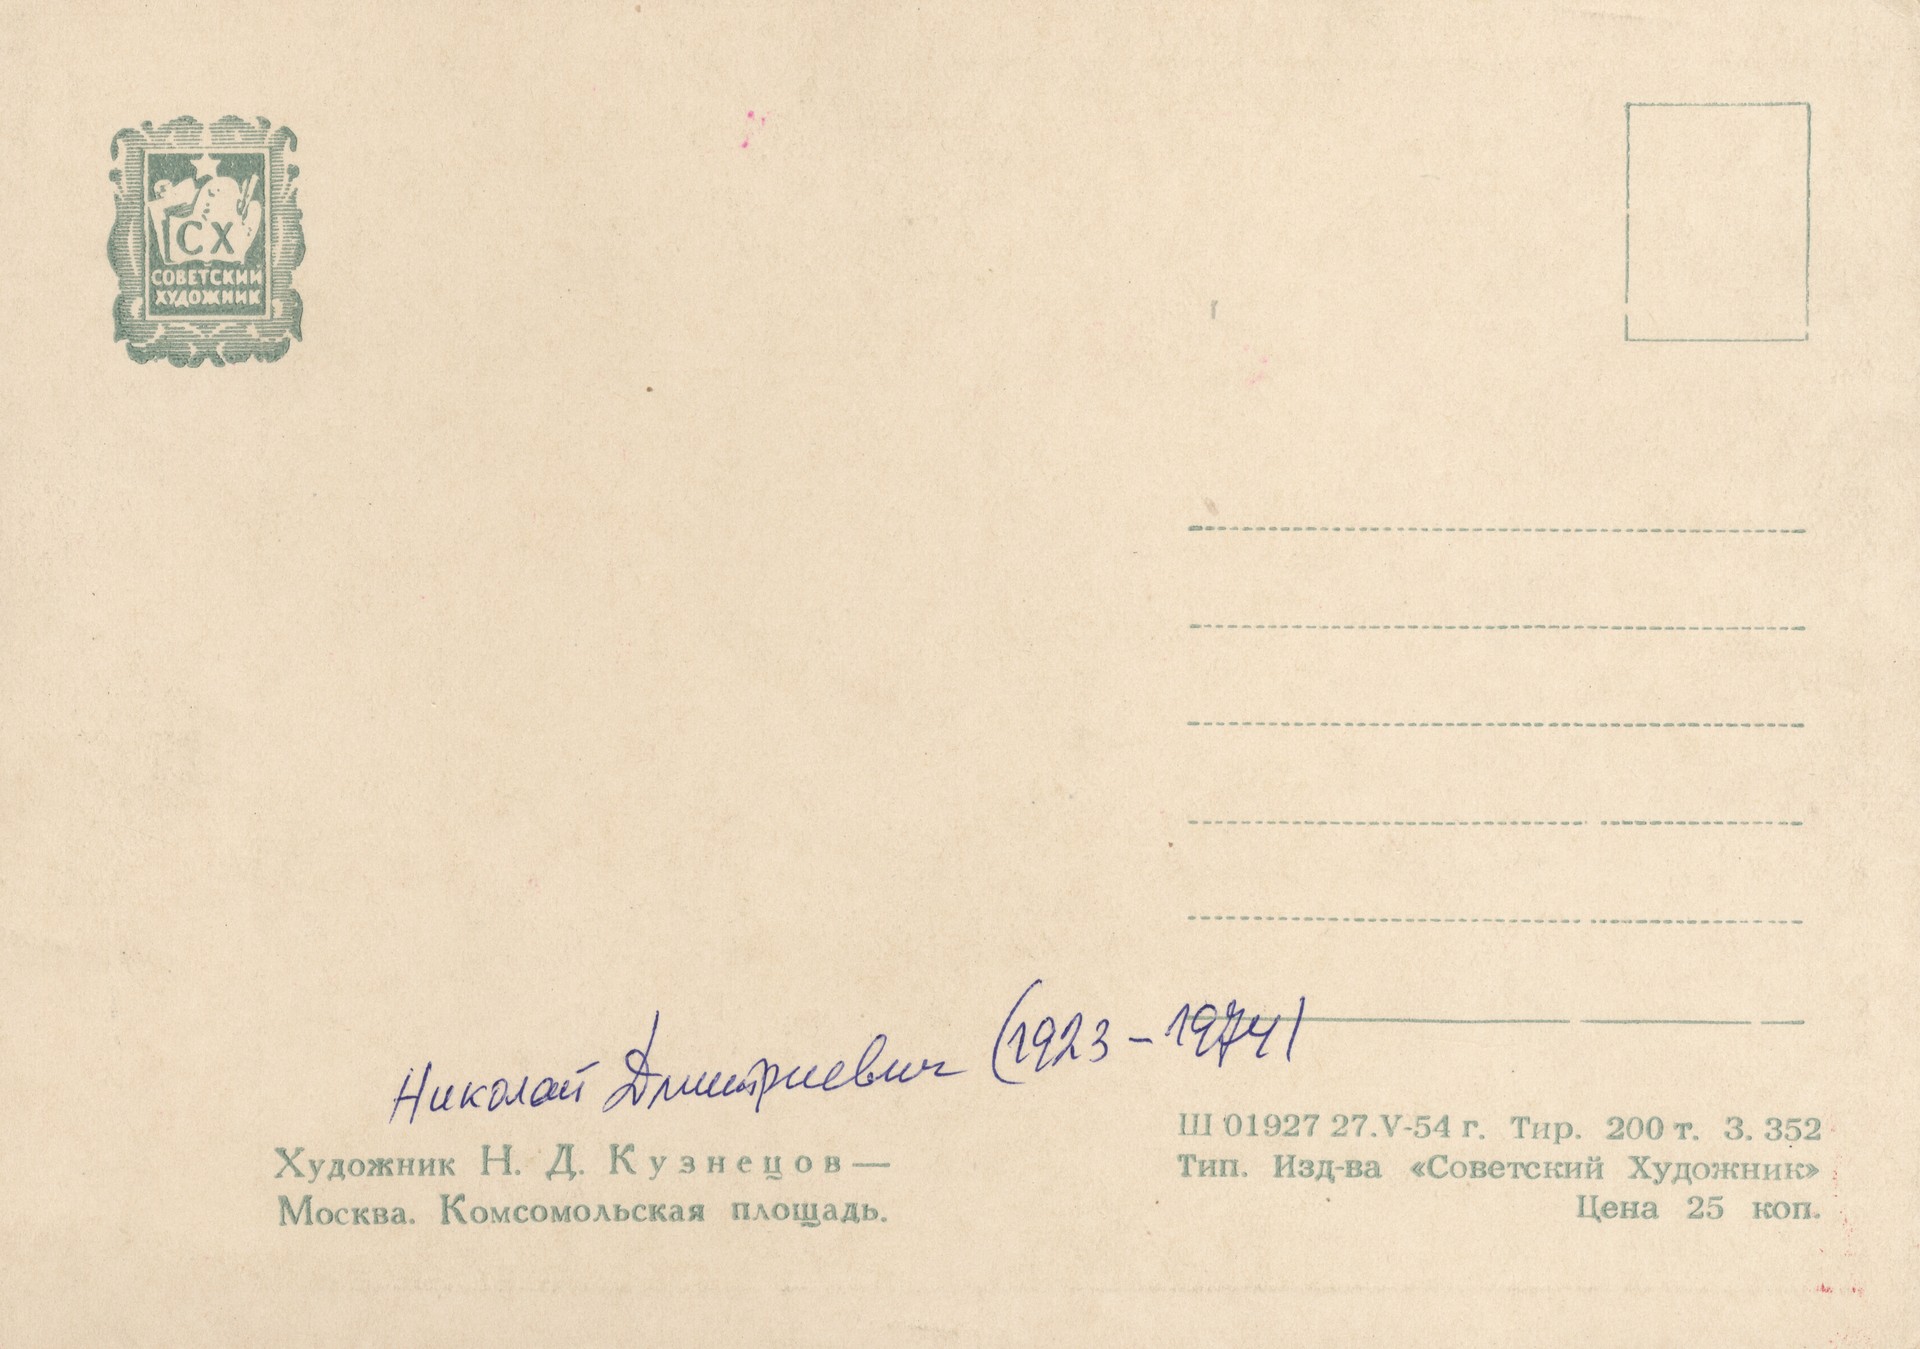 СХ
СОВЕТСКИЙ
ХУДОЖНИК
Николай Дмитриевич (1923-1974)
Художник Н. Д. Кузнецов —
Москва. Комсомольская площадь.
Ш 01927 27.V-54 г. Тир. 200 т. З. 352
Тип. Изд-ва «Советский Художник»
Цена 25 коп.